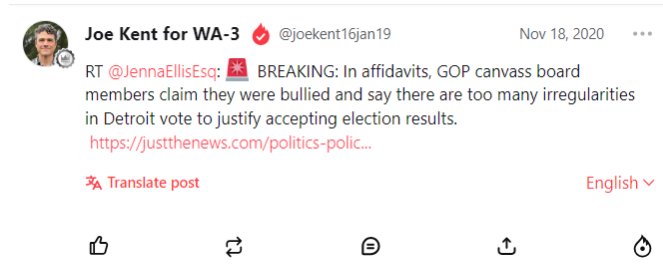 Joe Kent for WA-3 @joekent16jan19 Nov 18, 2020
RT @JennaEllisEsq: 🚨 BREAKING: In affidavits, GOP canvass board
members claim they were bullied and say there are too many irregularities
in Detroit vote to justify accepting election results.
https://justthenews.com/politics-polic...
Translate post English